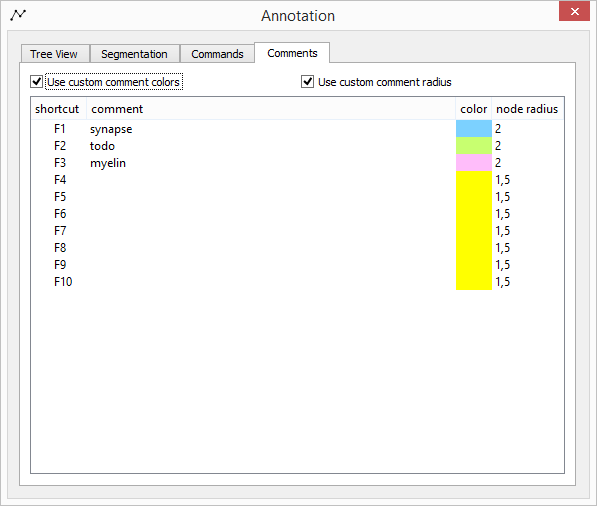 Annotation
Tree View Segmentation Commands Comments
Use custom comment colors Use custom comment radius
shortcut comment color node radius
F1 synapse 2
F2 todo 2
F3 myelin 2
F4 1,5
F5 1,5
F6 1,5
F7 1,5
F8 1,5
F9 1,5
F10 1,5